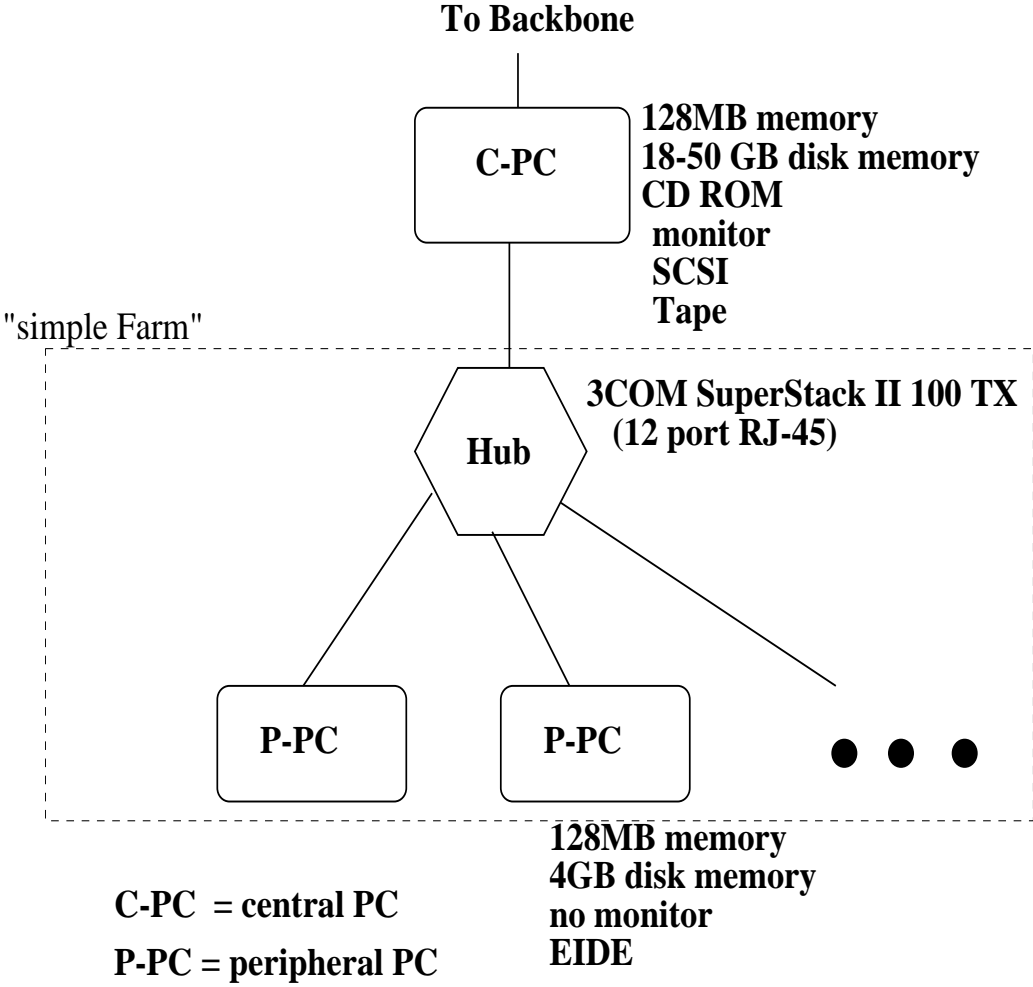 To Backbone
C-PC
128MB memory
18-50 GB disk memory
CD ROM
monitor
SCSI
Tape
"simple Farm"
Hub
3COM SuperStack II 100 TX
(12 port RJ-45)
P-PC
P-PC
128MB memory
4GB disk memory
no monitor
EIDE
C-PC = central PC
P-PC = peripheral PC